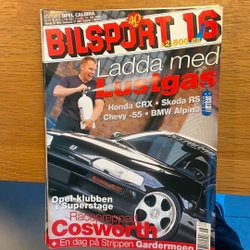 OPEL CALIBRA
BILSPORT 16
40
Ladda med
Lustgas
Honda CRX • Skoda RS
Chevy -55 • BMW Alpina
Opel-klubben
+ Superstage
Cosworth
+ En dag på Strippen Gardermoen